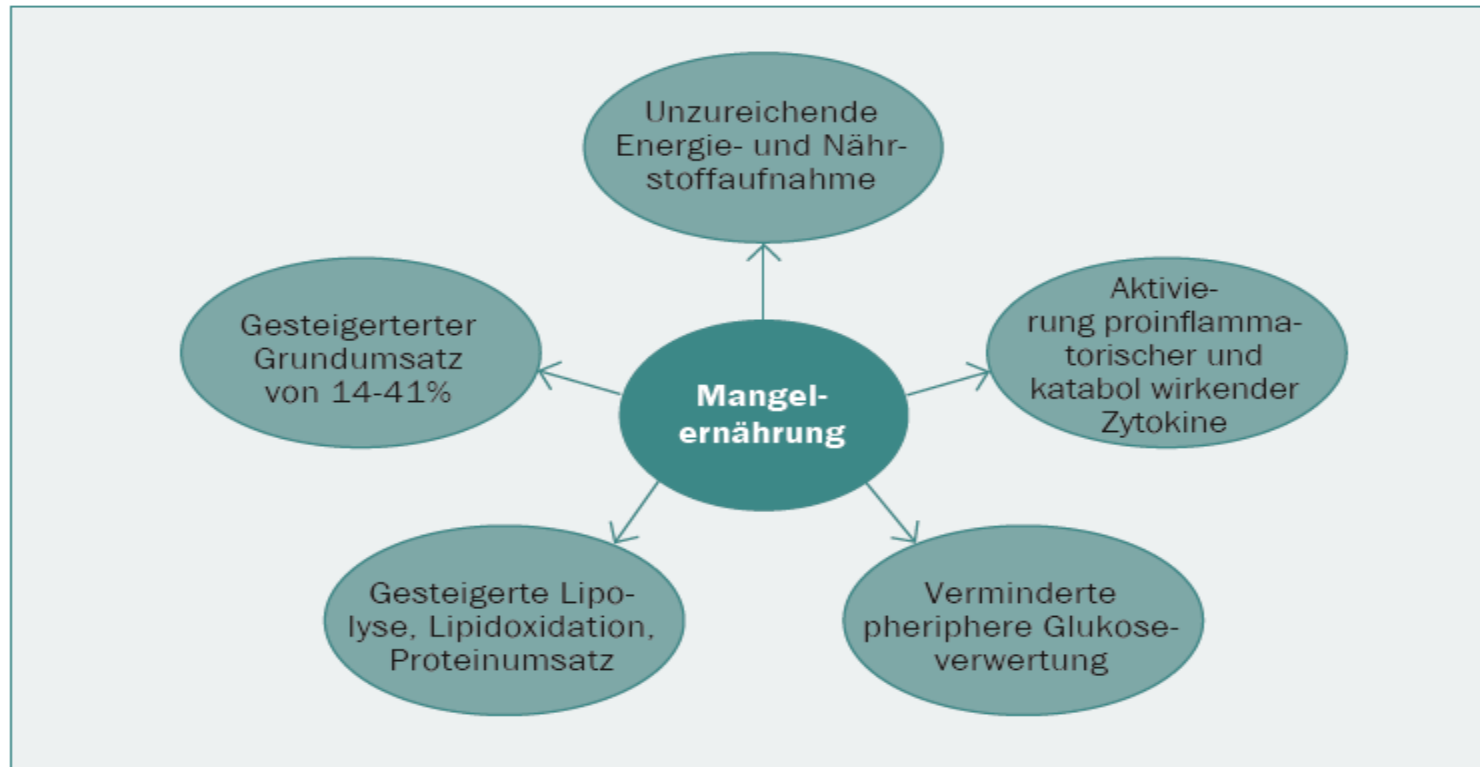 Unzureichende
Energie- und Nähr-
stoffaufnahme
Gesteigerterter
Grundumsatz
von 14-41%
Aktivie-
rung proinflamma-
torischer und
katabol wirkender
Zytokine
Mangel-
ernährung
Gesteigerte Lipo-
lyse, Lipidoxidation,
Proteinumsatz
Verminderte
pheriphere Glukose-
verwertung